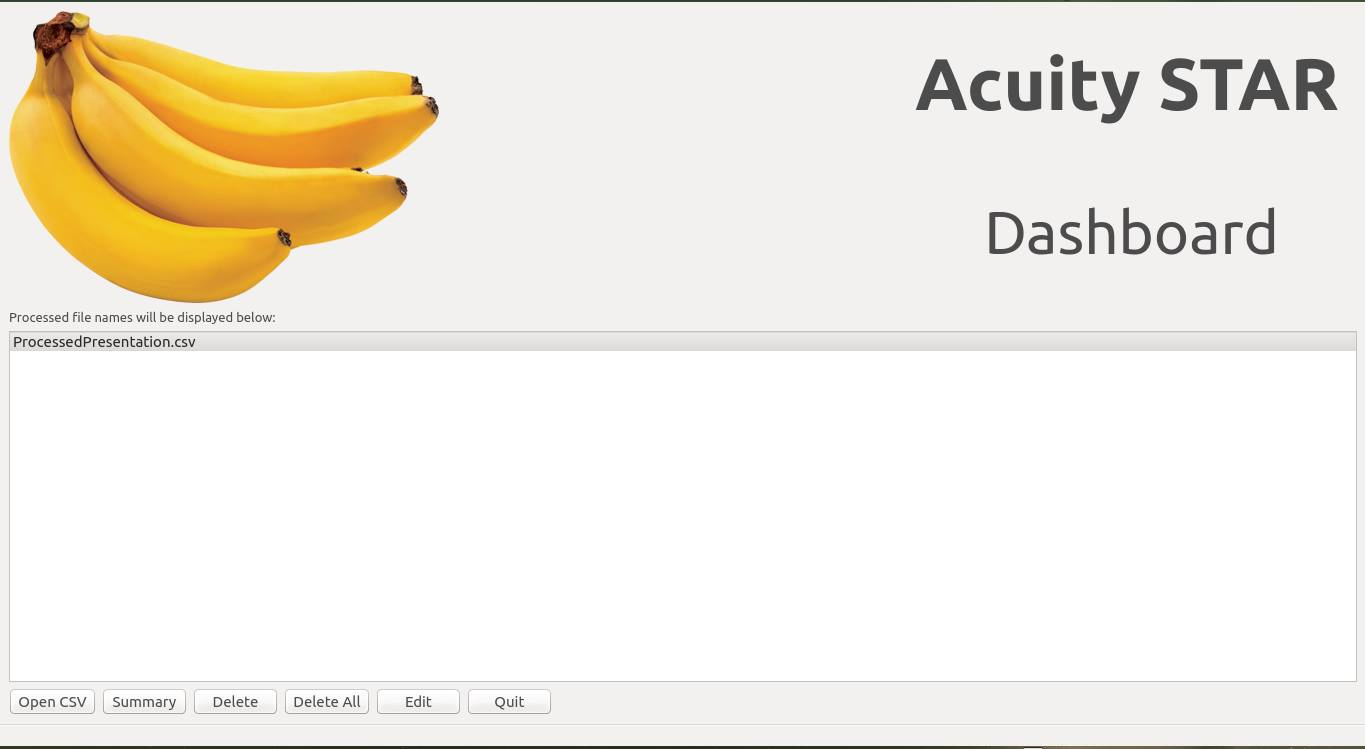 Acuity STAR
Dashboard
Processed file names will be displayed below:
ProcessedPresentation.csv
Open CSV Summary Delete Delete All Edit Quit